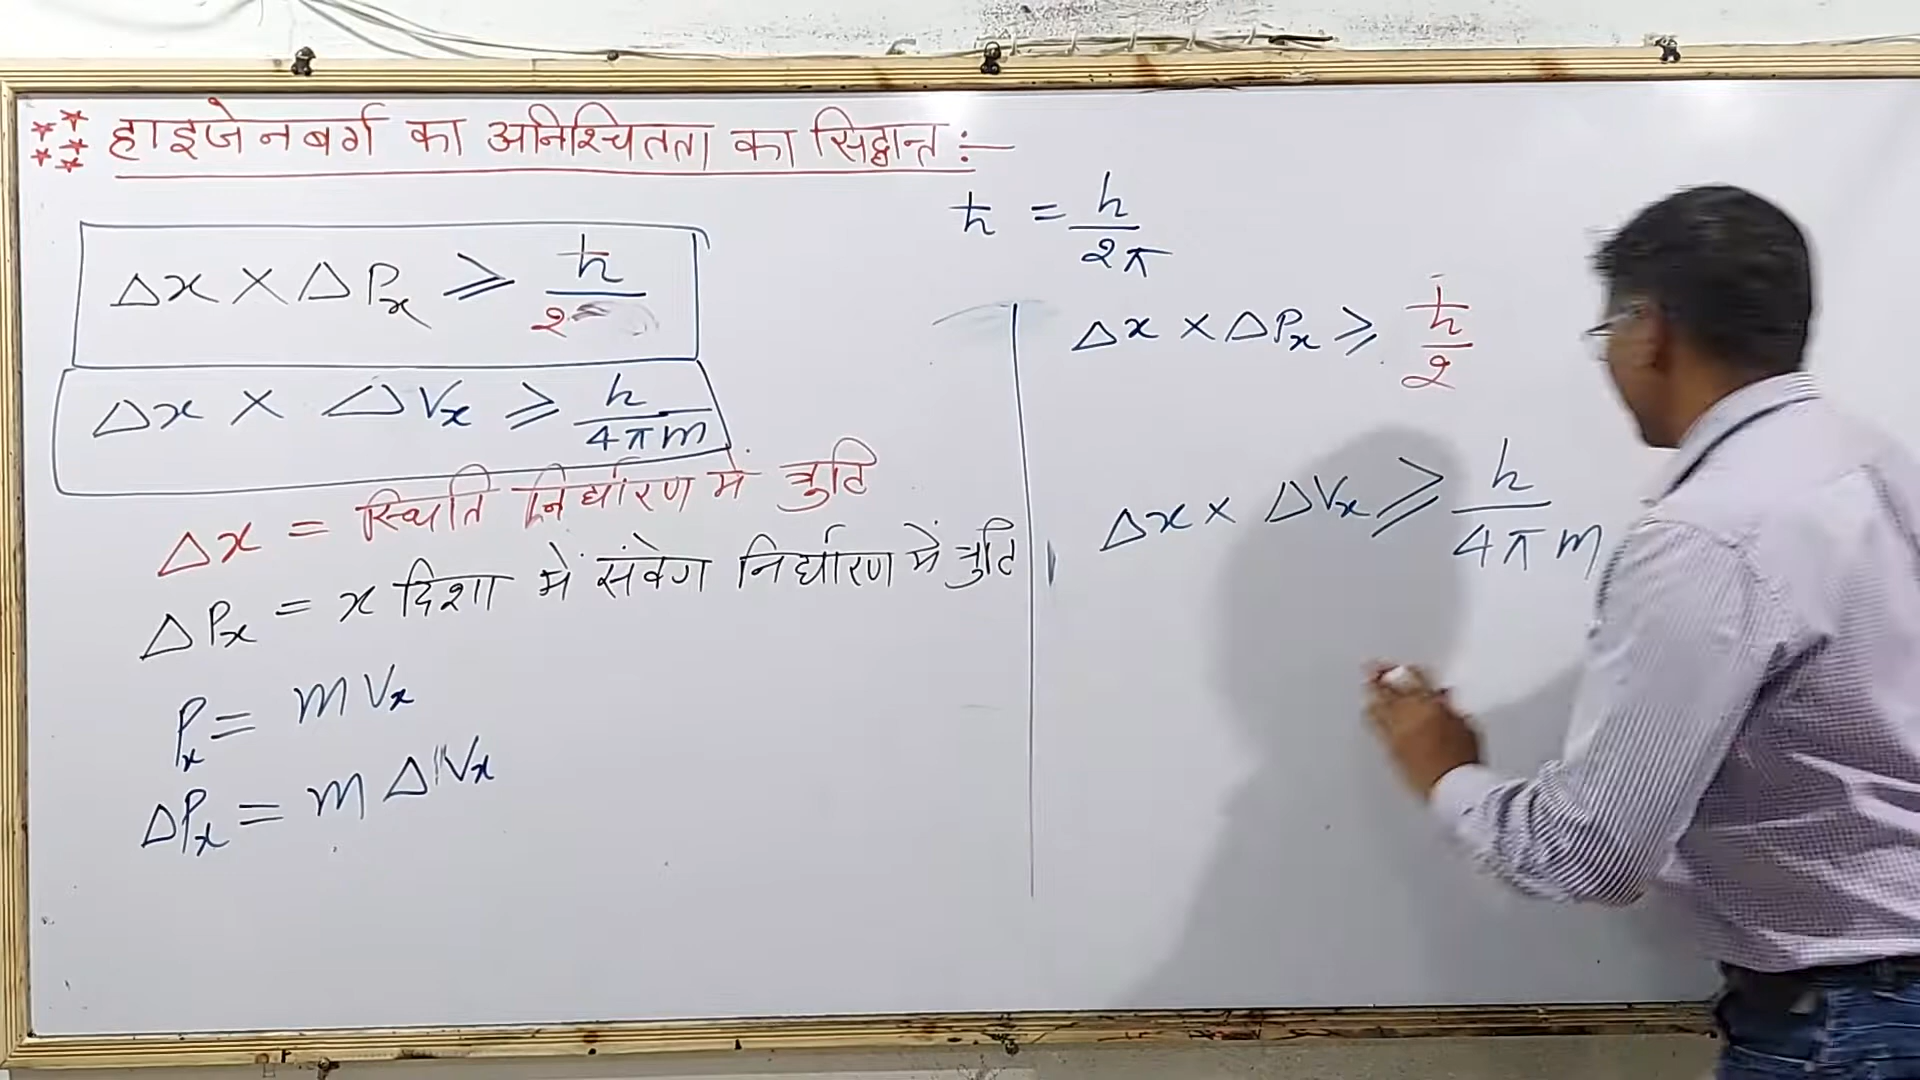 हाइजेनबर्ग का अनिश्चितता का सिद्धान्त :-
Δx × ΔPₓ ⩾ ħ/2
Δx × ΔVₓ ⩾ h/4πm
Δx = स्थिति निर्धारण में त्रुटि
ΔPₓ = x दिशा में संवेग निर्धारण में त्रुटि
Pₓ = mVₓ
ΔPₓ = m ΔVₓ
ħ = h/2π
Δx × ΔPₓ ⩾ ħ/2
Δx × ΔVₓ ⩾ h/4πm